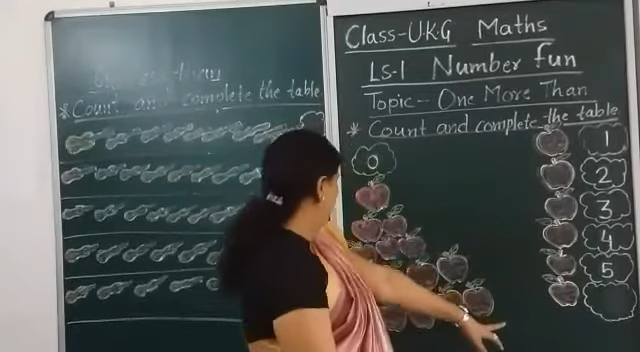 * Count and complete the table
Class-U.K.G Maths
Ls-1 Number fun
Topic- One More Than
* Count and complete the table
0
1
2
3
4
5